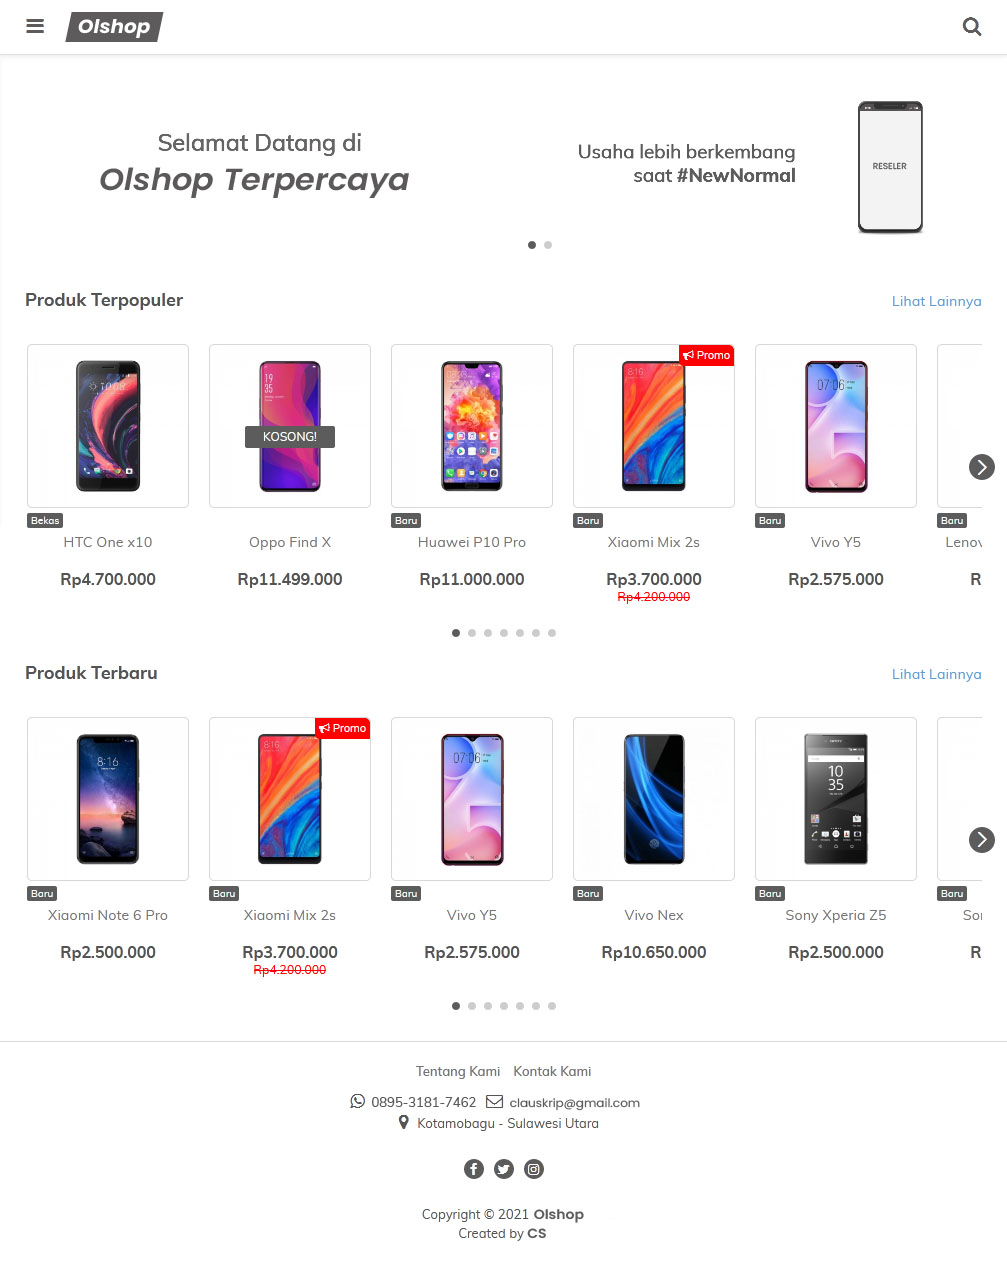 Olshop
Selamat Datang di
Olshop Terpercaya
Usaha lebih berkembang
saat #NewNormal
RESELER
Produk Terpopuler
Lihat Lainnya
Promo
KOSONG!
Bekas
Baru
Baru
Baru
Baru
HTC One x10
Oppo Find X
Huawei P10 Pro
Xiaomi Mix 2s
Vivo Y5
Lenov
Rp4.700.000
Rp11.499.000
Rp11.000.000
Rp3.700.000
Rp2.575.000
R
Rp4.200.000
Produk Terbaru
Lihat Lainnya
Promo
Baru
Baru
Baru
Baru
Baru
Baru
Xiaomi Note 6 Pro
Xiaomi Mix 2s
Vivo Y5
Vivo Nex
Sony Xperia Z5
Son
Rp2.500.000
Rp3.700.000
Rp2.575.000
Rp10.650.000
Rp2.500.000
R
Rp4.200.000
Tentang Kami Kontak Kami
0895-3181-7462 clauskrip@gmail.com
Kotamobagu - Sulawesi Utara
Copyright © 2021 Olshop
Created by CS